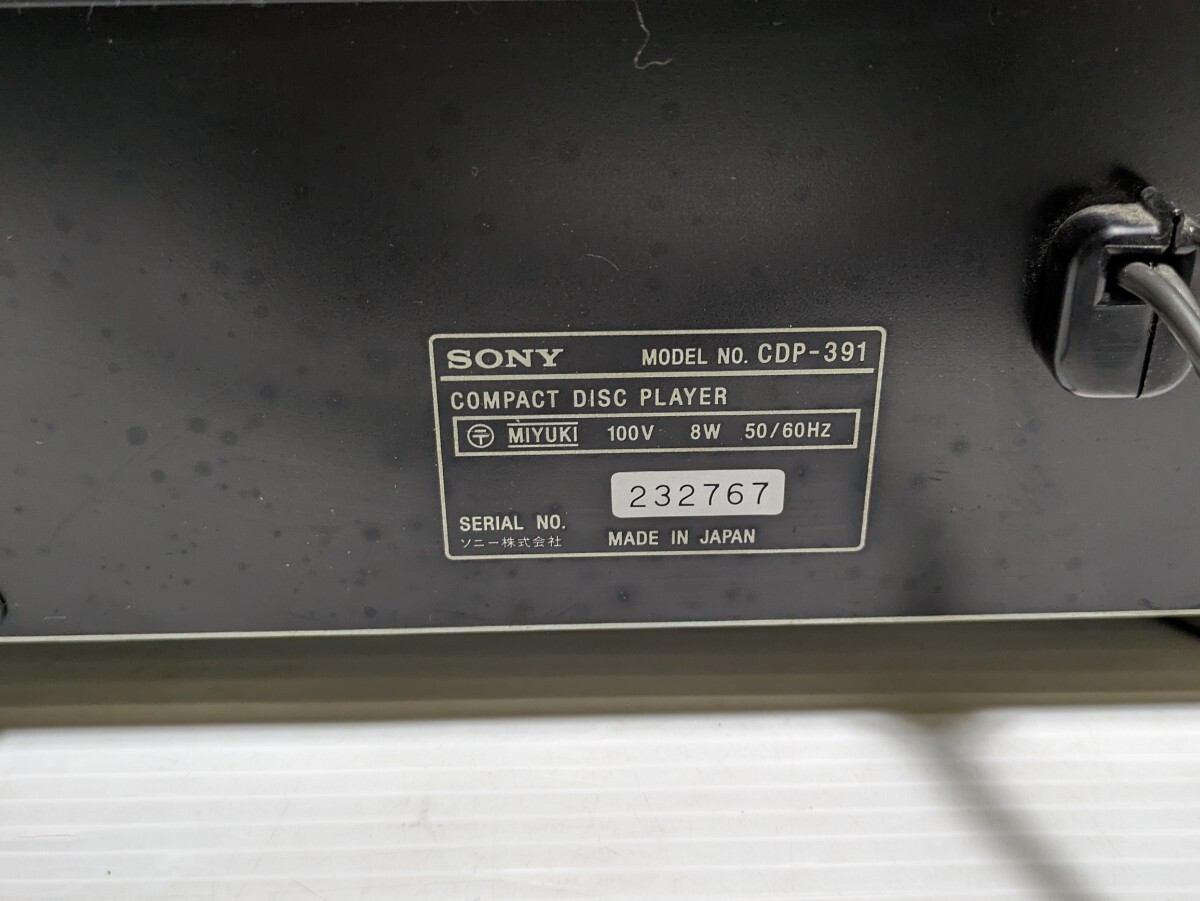 SONY MODEL NO. CDP-391
COMPACT DISC PLAYER
〶 MIYUKI 100V 8W 50/60Hz
232767
SERIAL NO.
ソニー株式会社 MADE IN JAPAN